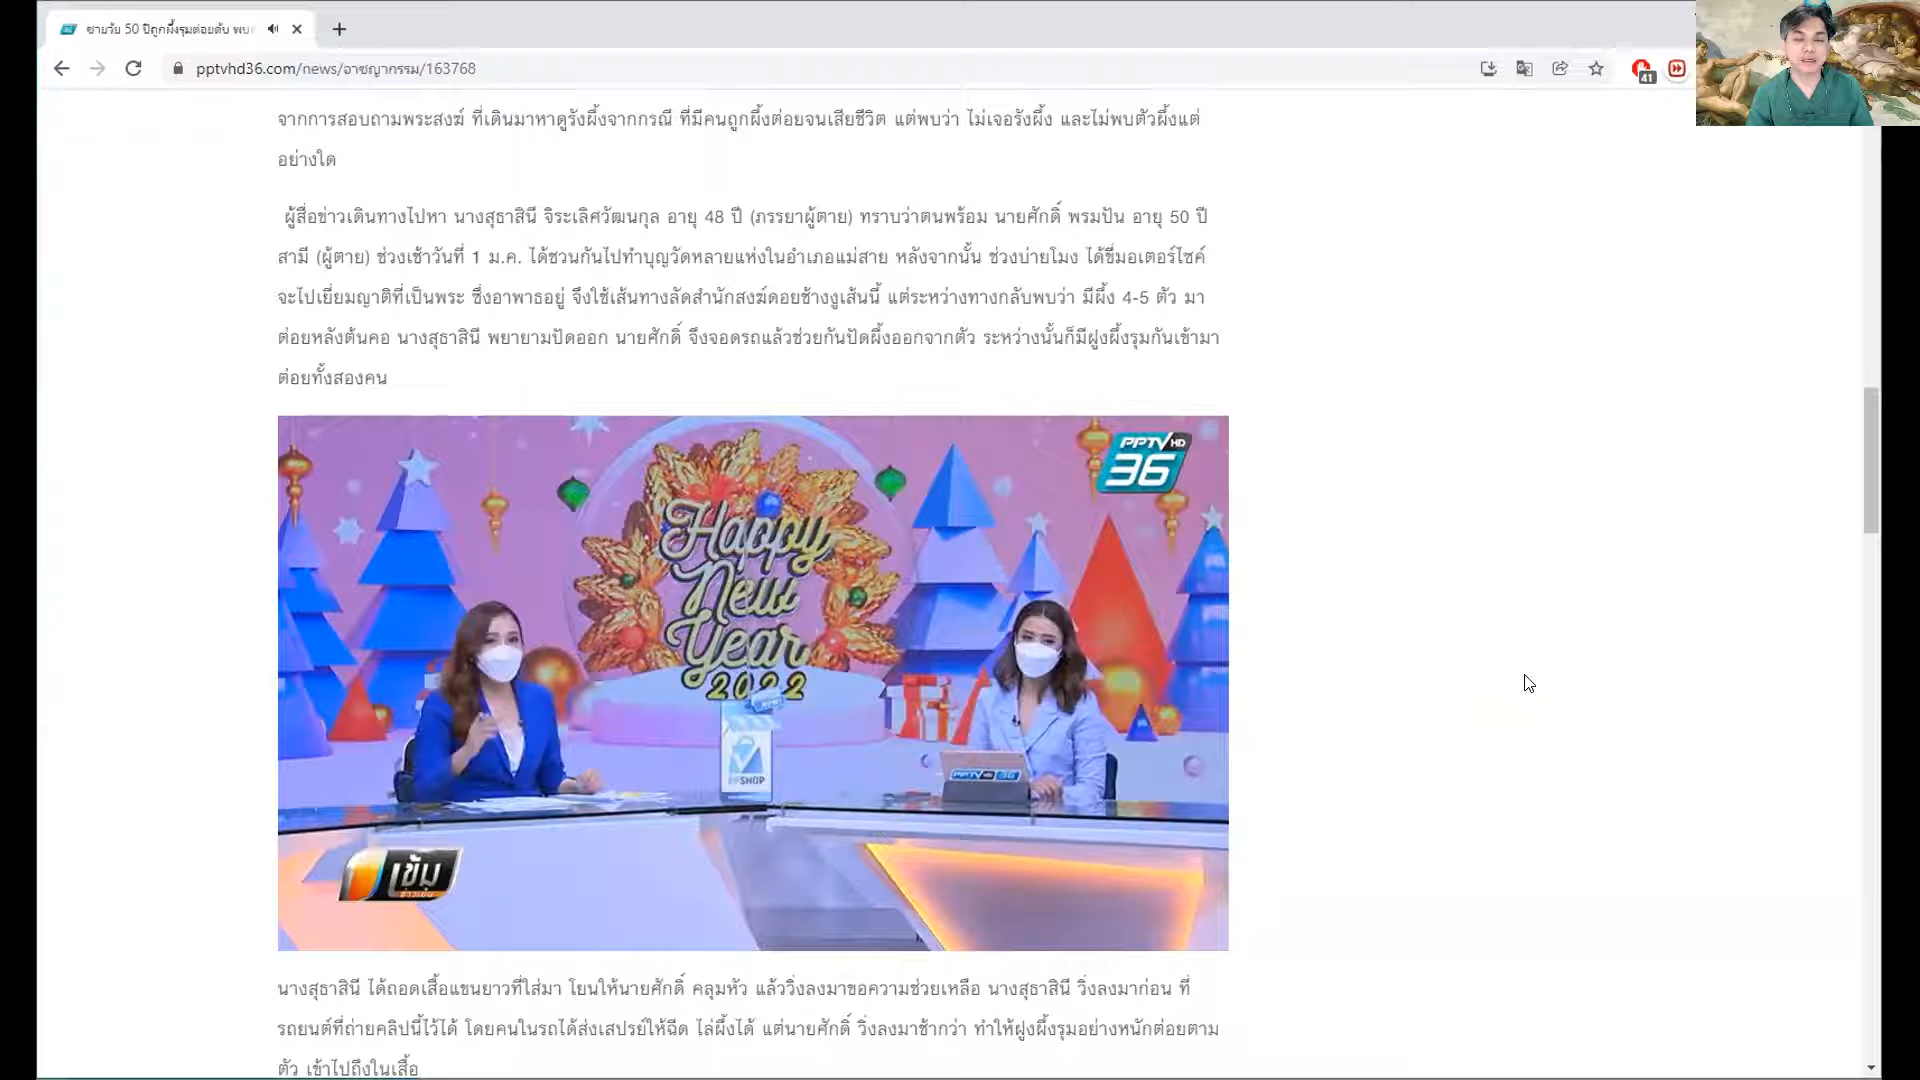 ชายวัย 50 ปีถูกผึ้งรุมต่อยดับ พบ
pptvhd36.com/news/อาชญากรรม/163768
41
จากการสอบถามพระสงฆ์ ที่เดินมาหาดูรังผึ้งจากกรณี ที่มีคนถูกผึ้งต่อยจนเสียชีวิต แต่พบว่า ไม่เจอรังผึ้ง และไม่พบตัวผึ้งแต่
อย่างใด
ผู้สื่อข่าวเดินทางไปหา นางสุธาสินี จิระเลิศวัฒนกุล อายุ 48 ปี (ภรรยาผู้ตาย) ทราบว่าตนพร้อม นายศักดิ์ พรมปัน อายุ 50 ปี
สามี (ผู้ตาย) ช่วงเช้าวันที่ 1 ม.ค. ได้ชวนกันไปทำบุญวัดหลายแห่งในอำเภอแม่สาย หลังจากนั้น ช่วงบ่ายโมง ได้ขี่มอเตอร์ไซค์
จะไปเยี่ยมญาติที่เป็นพระ ซึ่งอาพาธอยู่ จึงใช้เส้นทางลัดสำนักสงฆ์ดอยช้างงูเส้นนี้ แต่ระหว่างทางกลับพบว่า มีผึ้ง 4-5 ตัว มา
ต่อยหลังต้นคอ นางสุธาสินี พยายามปัดออก นายศักดิ์ จึงจอดรถแล้วช่วยกันปัดผึ้งออกจากตัว ระหว่างนั้นก็มีฝูงผึ้งรุมกันเข้ามา
ต่อยทั้งสองคน
PPTV HD
36
Happy
New
Year
2022
SHOP
PPTV HD 36
เข้ม
ข่าวเย็น
นางสุธาสินี ได้ถอดเสื้อแขนยาวที่ใส่มา โยนให้นายศักดิ์ คลุมหัว แล้ววิ่งลงมาขอความช่วยเหลือ นางสุธาสินี วิ่งลงมาก่อน ที่
รถยนต์ที่ถ่ายคลิปนี้ไว้ได้ โดยคนในรถได้ส่งเสปรย์ให้ฉีด ไล่ผึ้งได้ แต่นายศักดิ์ วิ่งลงมาช้ากว่า ทำให้ฝูงผึ้งรุมอย่างหนักต่อยตาม
ตัว เข้าไปถึงในเสื้อ